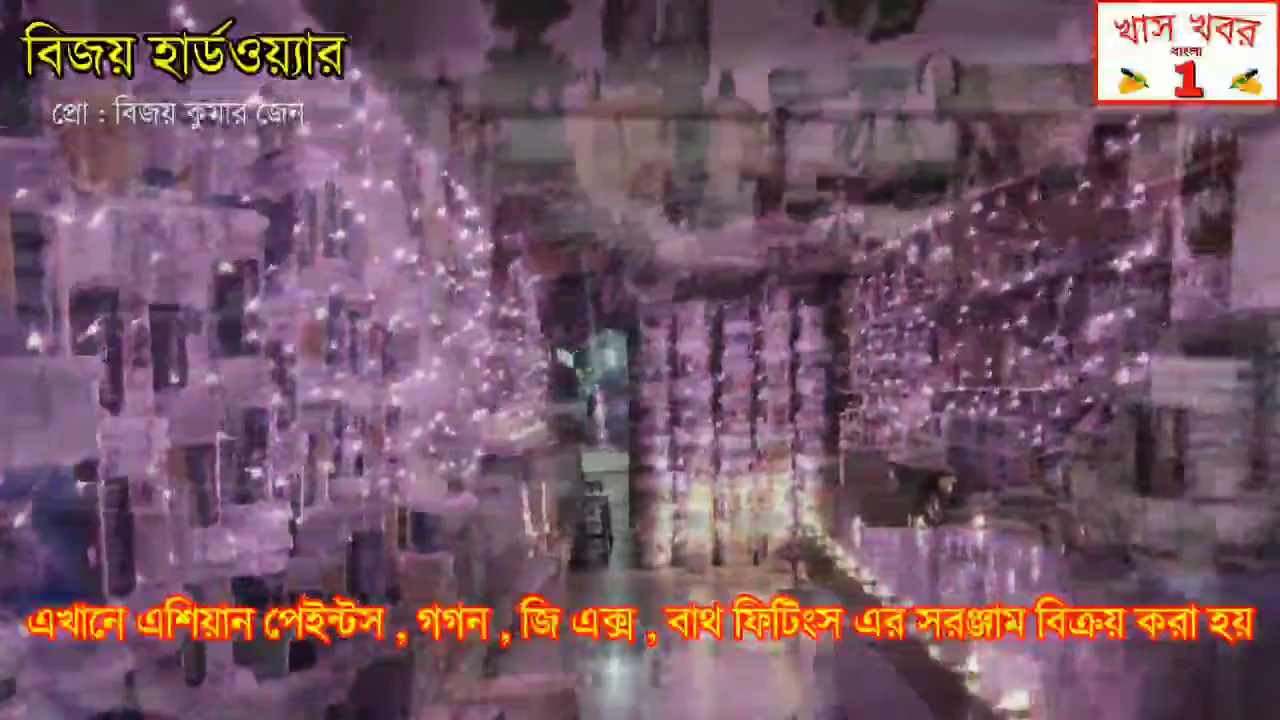 বিজয় হার্ডওয়্যার
প্রো : বিজয় কুমার জৈন
খাস খবর
বাংলা
1
এখানে এশিয়ান পেইন্টস , গগন , জি এক্স , বাথ ফিটিংস এর সরঞ্জাম বিক্রয় করা হয়